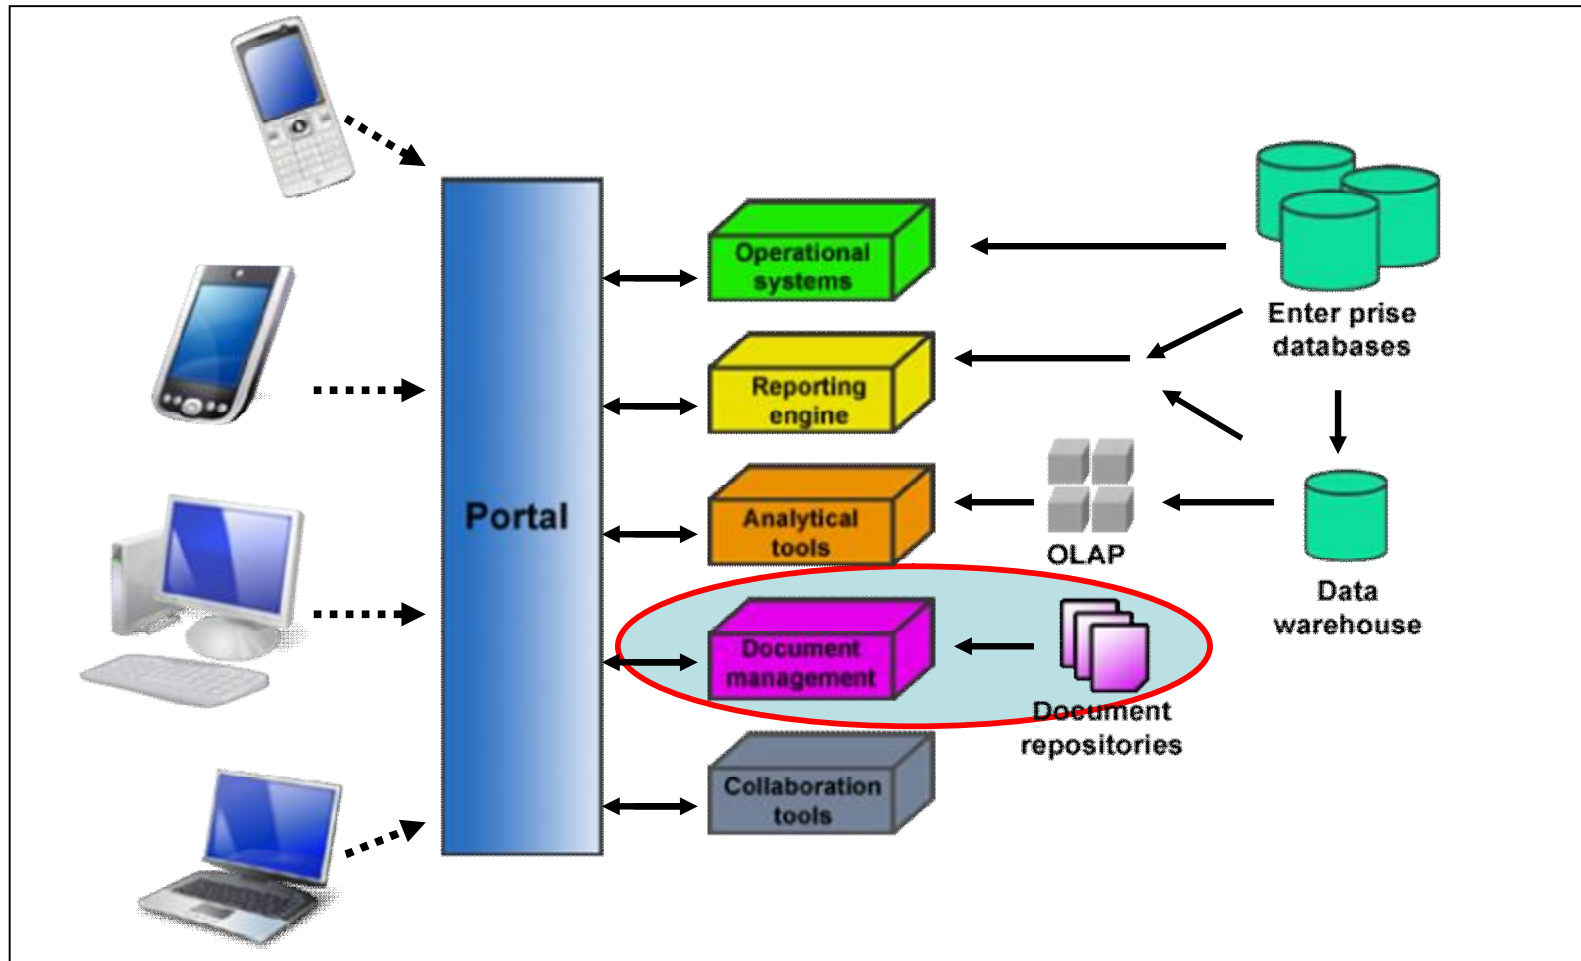 Portal
Operational
systems
Reporting
engine
Analytical
tools
Document
management
Collaboration
tools
OLAP
Document
repositories
Enter prise
databases
Data
warehouse